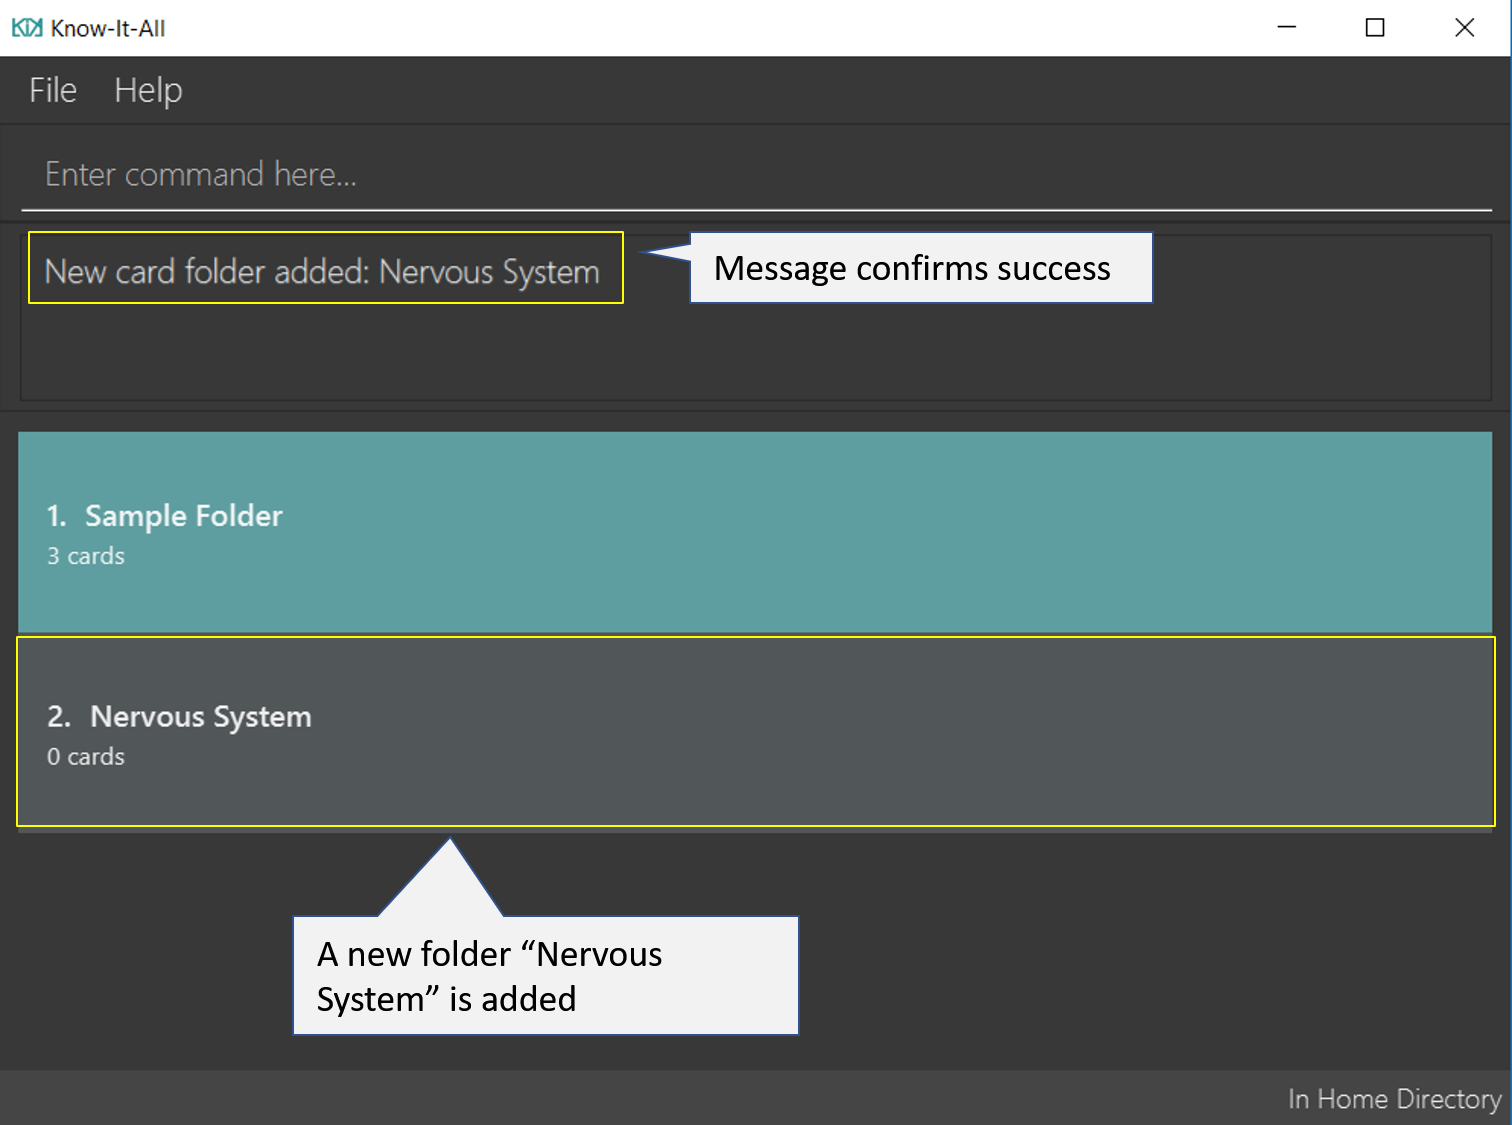 Know-It-All
File Help
Enter command here...
New card folder added: Nervous System
Message confirms success
1. Sample Folder
3 cards
2. Nervous System
0 cards
A new folder “Nervous
System” is added
In Home Directory